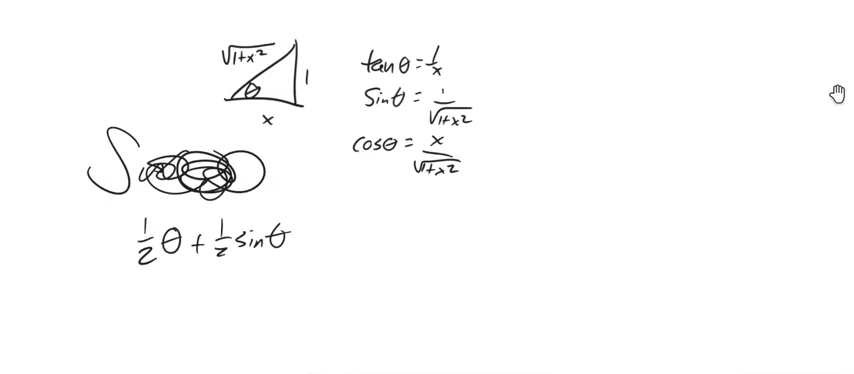 √1+x²
θ
1
x
tanθ = 1/x
sinθ = 1/√1+x²
cosθ = x/√1+x²
∫
1/2 θ + 1/2 sinθ